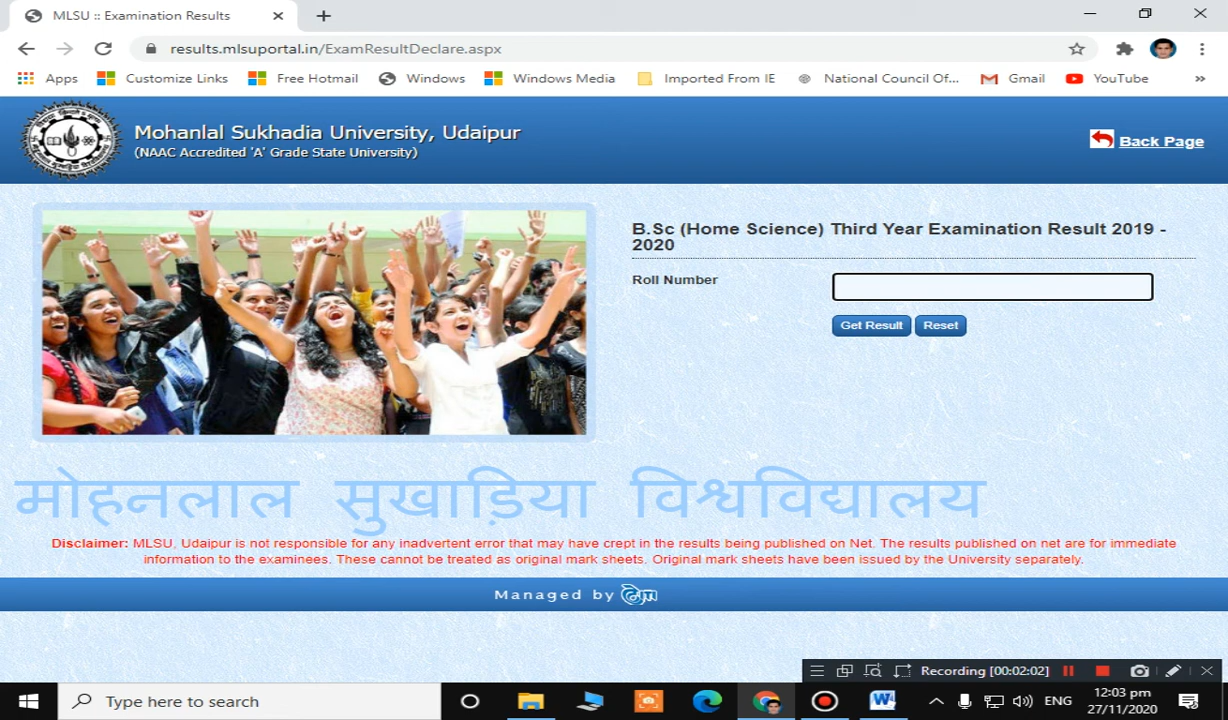 MLSU :: Examination Results
results.mlsuportal.in/ExamResultDeclare.aspx
Apps Customize Links Free Hotmail Windows Windows Media Imported From IE National Council Of... Gmail YouTube »
Mohanlal Sukhadia University, Udaipur
(NAAC Accredited 'A' Grade State University)
Back Page
B.Sc (Home Science) Third Year Examination Result 2019 -
2020
Roll Number
Get Result Reset
मोहनलाल सुखाड़िया विश्वविद्यालय
Disclaimer: MLSU, Udaipur is not responsible for any inadvertent error that may have crept in the results being published on Net. The results published on net are for immediate
information to the examinees. These cannot be treated as original mark sheets. Original mark sheets have been issued by the University separately.
Managed by
Recording [00:02:02]
Type here to search
ENG
12:03 pm
27/11/2020